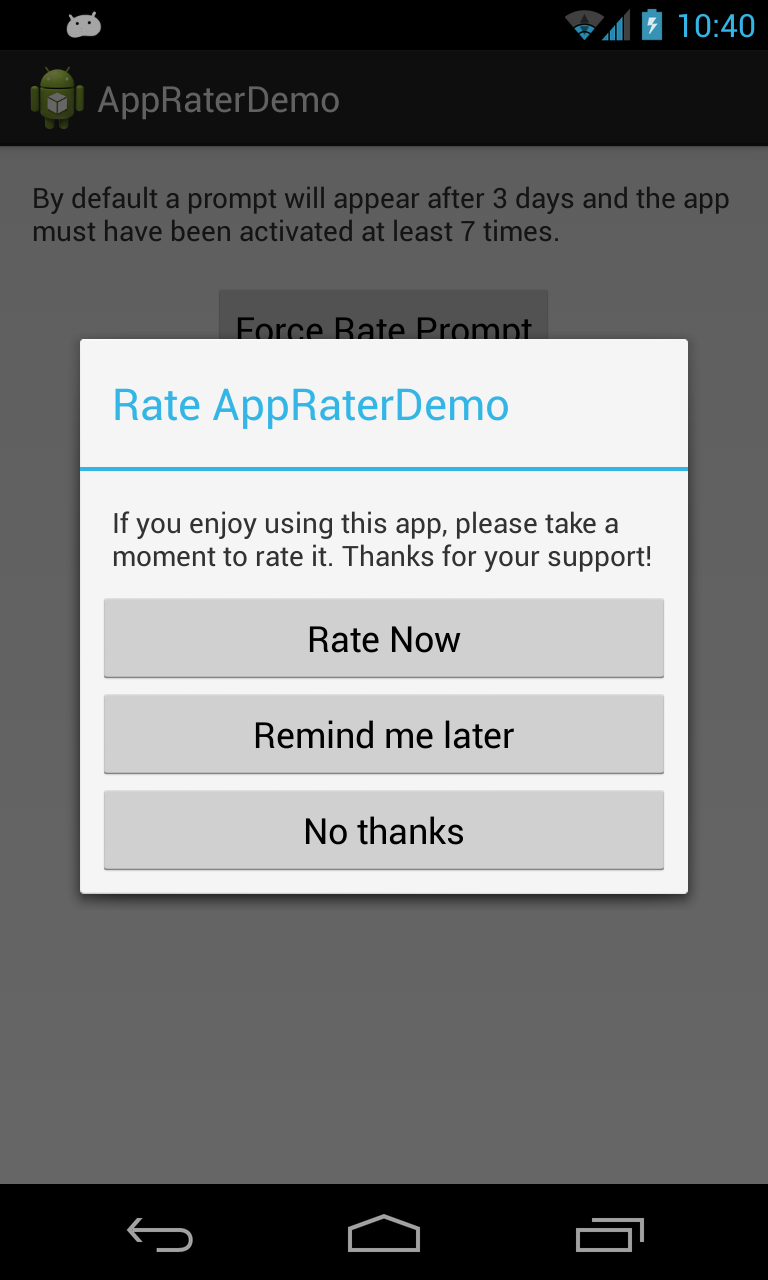 10:40
AppRaterDemo
By default a prompt will appear after 3 days and the app
must have been activated at least 7 times.
Force Rate Prompt
Rate AppRaterDemo
If you enjoy using this app, please take a
moment to rate it. Thanks for your support!
Rate Now
Remind me later
No thanks